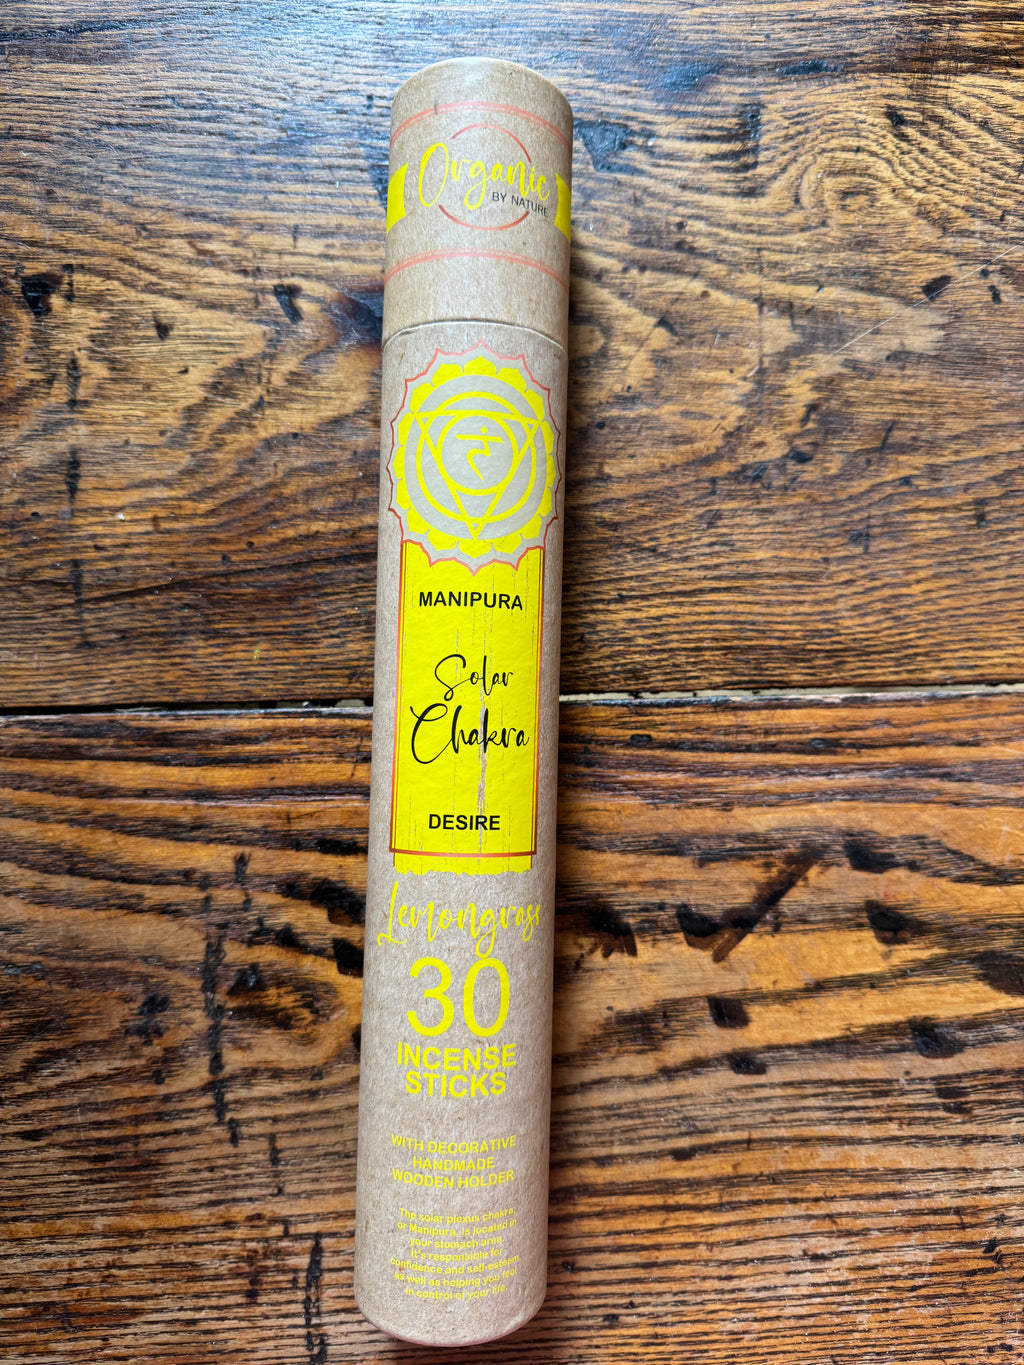 Organic
BY NATURE
रं
MANIPURA
Solar
Chakra
DESIRE
Lemongrass
30
INCENSE
STICKS
WITH DECORATIVE
HANDMADE
WOODEN HOLDER
The solar plexus chakra,
or Manipura, is located in
your stomach area.
It's responsible for
confidence and self-esteem,
as well as helping you feel
in control of your life